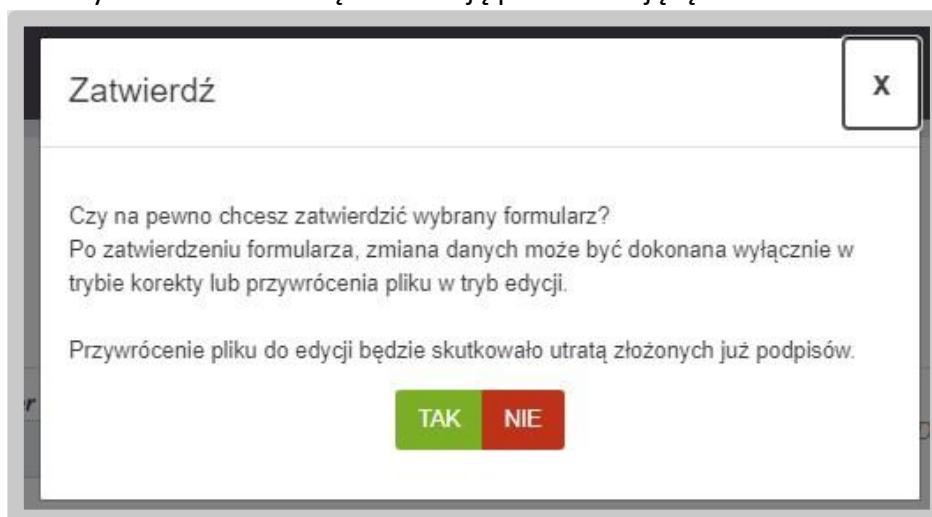 Zatwierdź
X
Czy na pewno chcesz zatwierdzić wybrany formularz?
Po zatwierdzeniu formularza, zmiana danych może być dokonana wyłącznie w
trybie korekty lub przywrócenia pliku w tryb edycji.
Przywrócenie pliku do edycji będzie skutkowało utratą złożonych już podpisów.
TAK NIE